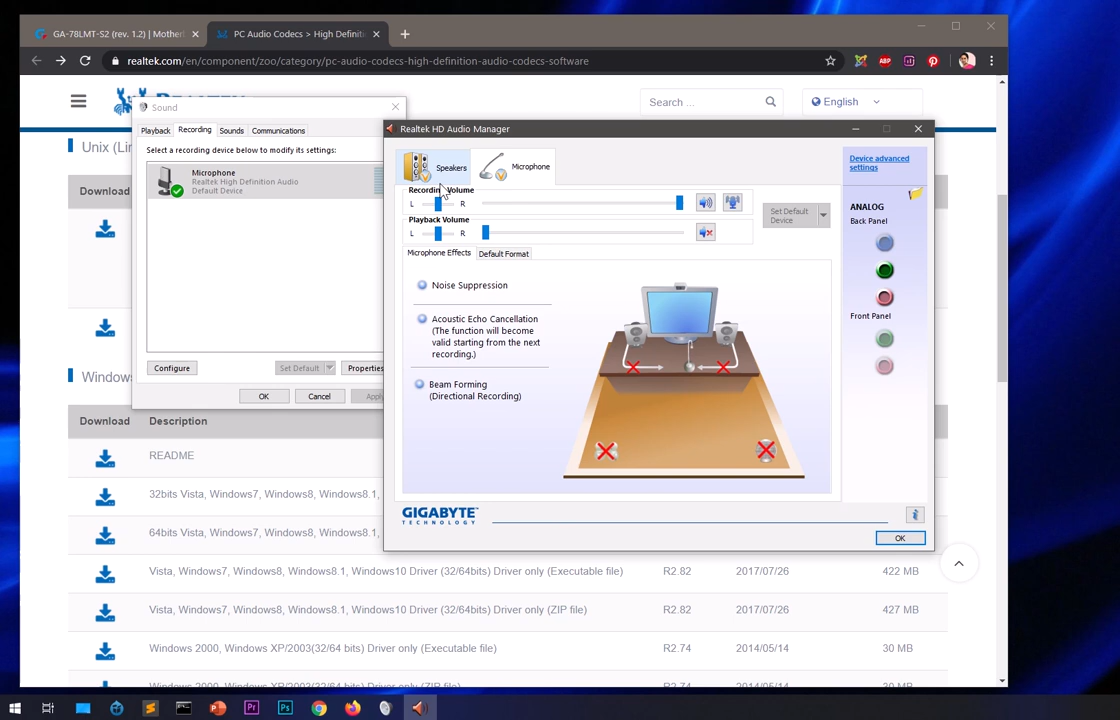 GA-78LMT-S2 (rev. 1.2) | Mother
PC Audio Codecs > High Definiti
realtek.com/en/component/zoo/category/pc-audio-codecs-high-definition-audio-codecs-software
ABP
REALTEK
Search ...
English
Sound
Playback
Recording
Sounds
Communications
Select a recording device below to modify its settings:
Microphone
Realtek High Definition Audio
Default Device
Configure
Set Default
Properties
OK
Cancel
Realtek HD Audio Manager
Speakers
Microphone
Device advanced
settings
Recording Volume
L
R
Playback Volume
L
R
Set Default
Device
Microphone Effects
Default Format
Noise Suppression
Acoustic Echo Cancellation
(The function will become
valid starting from the next
recording.)
Beam Forming
(Directional Recording)
ANALOG
Back Panel
Front Panel
GIGABYTE
TECHNOLOGY
OK
Unix (Li
Download
Windows
Download
Description
README
32bits Vista, Windows7, Windows8, Windows8.1,
64bits Vista, Windows7, Windows8, Windows8.1,
Vista, Windows7, Windows8, Windows8.1, Windows10 Driver (32/64bits) Driver only (Executable file)
R2.82
2017/07/26
422 MB
Vista, Windows7, Windows8, Windows8.1, Windows10 Driver (32/64bits) Driver only (ZIP file)
R2.82
2017/07/26
427 MB
Windows 2000, Windows XP/2003(32/64 bits) Driver only (Executable file)
R2.74
2014/05/14
30 MB
Pr
Ps